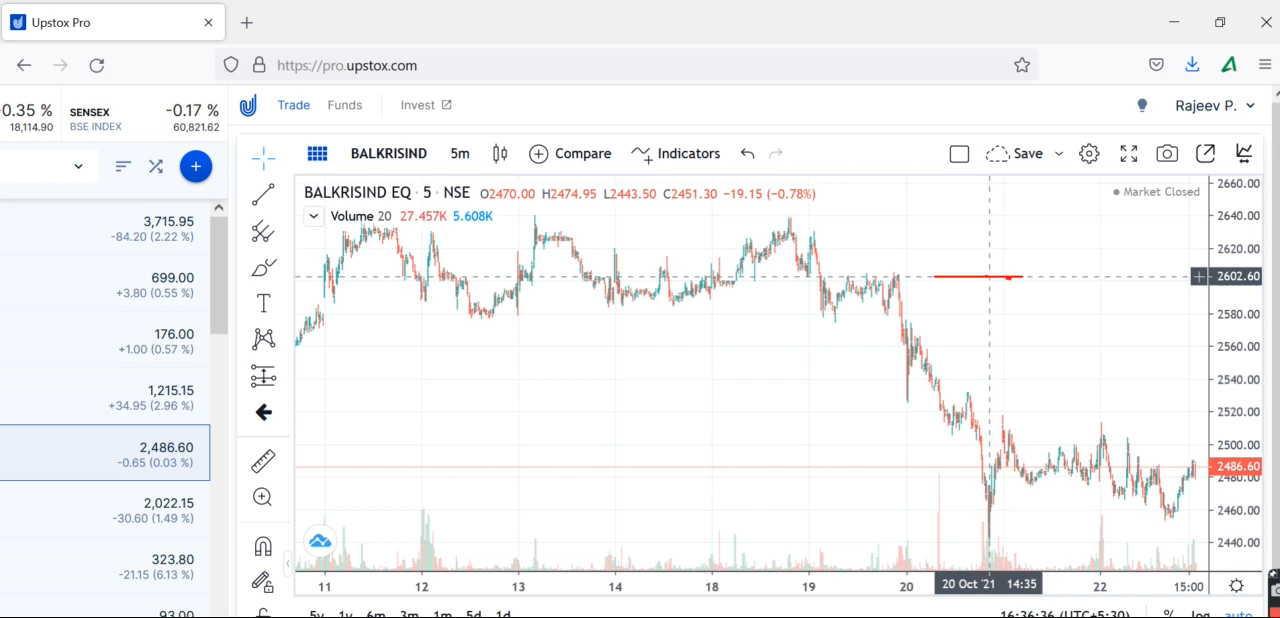 Upstox Pro
https://pro.upstox.com
0.35 %
18,114.90
SENSEX
BSE INDEX
-0.17 %
60,821.62
Trade
Funds
Invest
Rajeev P.
BALKRISIND
5m
Compare
Indicators
Save
BALKRISIND EQ · 5 · NSE O2470.00 H2474.95 L2443.50 C2451.30 -19.15 (-0.78%)
Market Closed
Volume 20 27.457K 5.608K
3,715.95
-84.20 (2.22 %)
699.00
+3.80 (0.55 %)
176.00
+1.00 (0.57 %)
1,215.15
+34.95 (2.96 %)
2,486.60
-0.65 (0.03 %)
2,022.15
-30.60 (1.49 %)
323.80
-21.15 (6.13 %)
93.00
2660.00
2640.00
2620.00
2602.60
2580.00
2560.00
2540.00
2520.00
2500.00
2486.60
2480.00
2460.00
2440.00
11 12 13 14 18 19 20 20 Oct '21 14:35 22 15:00
5y 1y 6m 3m 1m 5d 1d
16:36:36 (UTC+5:30) % log auto